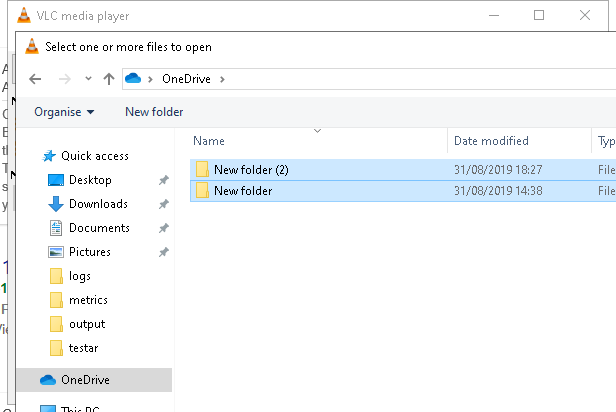 VLC media player
Select one or more files to open
OneDrive
Organise
New folder
Name
Date modified
Quick access
New folder (2)
31/08/2019 18:27
File
Desktop
New folder
31/08/2019 14:38
File
Downloads
Documents
Pictures
logs
metrics
output
testar
OneDrive
This PC